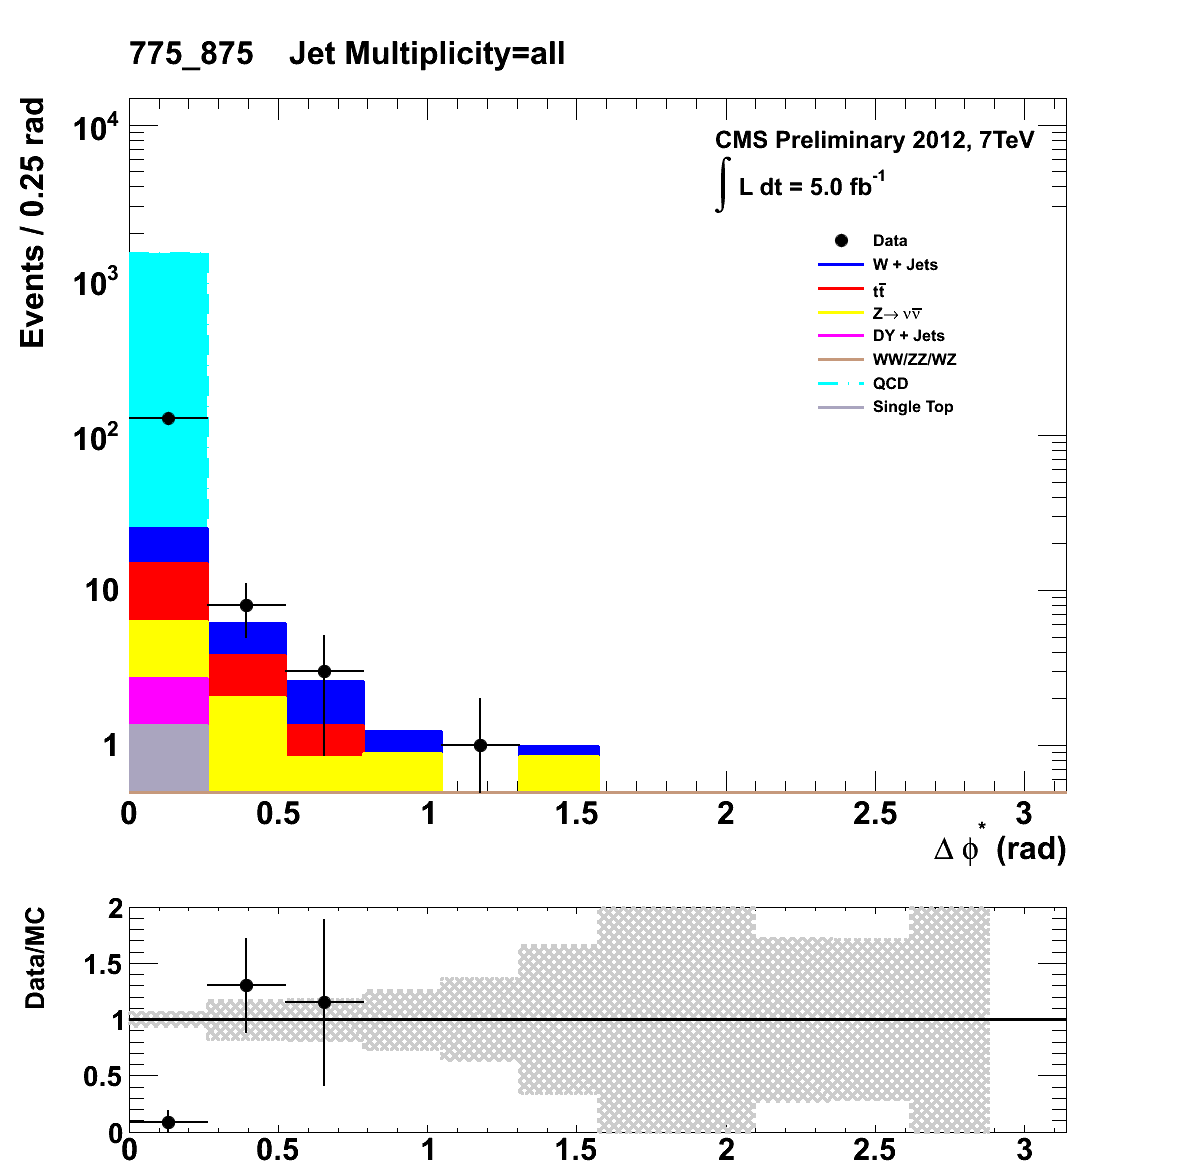 775_875 Jet Multiplicity=all
Events / 0.25 rad
10⁴
10³
10²
10
1
CMS Preliminary 2012, 7TeV
∫ L dt = 5.0 fb⁻¹
Data
W + Jets
tt̅
Z→ νν̅
DY + Jets
WW/ZZ/WZ
QCD
Single Top
0 0.5 1 1.5 2 2.5 3
Δ ϕ* (rad)
Data/MC
2
1.5
1
0.5
0
0 0.5 1 1.5 2 2.5 3